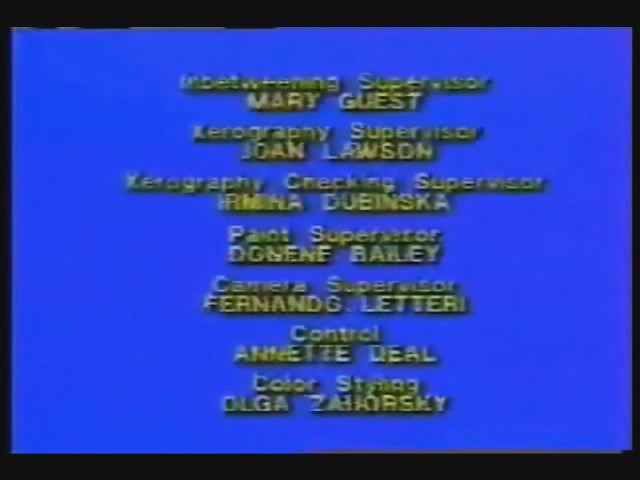 Inbetweening Supervisor
MARY GUEST
Xerography Supervisor
JOAN LAWSON
Xerography Checking Supervisor
IRMINA DUBINSKA
Paint Supervisor
DONENE BAILEY
Camera Supervisor
FERNANDO LETTERI
Control
ANNETTE DEAL
Color Styling
OLGA ZAHORSKY